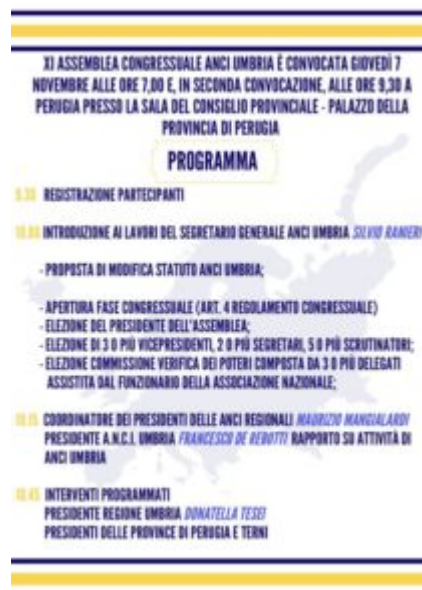 XI ASSEMBLEA CONGRESSUALE ANCI UMBRIA È CONVOCATA GIOVEDÌ 7
NOVEMBRE ALLE ORE 7,00 E, IN SECONDA CONVOCAZIONE, ALLE ORE 9,30 A
PERUGIA PRESSO LA SALA DEL CONSIGLIO PROVINCIALE - PALAZZO DELLA
PROVINCIA DI PERUGIA
PROGRAMMA
9.30 REGISTRAZIONE PARTECIPANTI
10.00 INTRODUZIONE AI LAVORI DEL SEGRETARIO GENERALE ANCI UMBRIA SILVIO RANIERI
- PROPOSTA DI MODIFICA STATUTO ANCI UMBRIA;
- APERTURA FASE CONGRESSUALE (ART. 4 REGOLAMENTO CONGRESSUALE)
- ELEZIONE DEL PRESIDENTE DELL'ASSEMBLEA;
- ELEZIONE DI 3 O PIÙ VICEPRESIDENTI, 2 O PIÙ SEGRETARI, 5 O PIÙ SCRUTINATORI;
- ELEZIONE COMMISSIONE VERIFICA DEI POTERI COMPOSTA DA 3 O PIÙ DELEGATI
ASSISTITA DAL FUNZIONARIO DELLA ASSOCIAZIONE NAZIONALE;
10.15 COORDINATORE DEI PRESIDENTI DELLE ANCI REGIONALI MAURIZIO MANGIALARDI
PRESIDENTE A.N.C.I. UMBRIA FRANCESCO DE REBOTTI RAPPORTO SU ATTIVITÀ DI
ANCI UMBRIA
10.45 INTERVENTI PROGRAMMATI
PRESIDENTE REGIONE UMBRIA DONATELLA TESEI
PRESIDENTI DELLE PROVINCE DI PERUGIA E TERNI